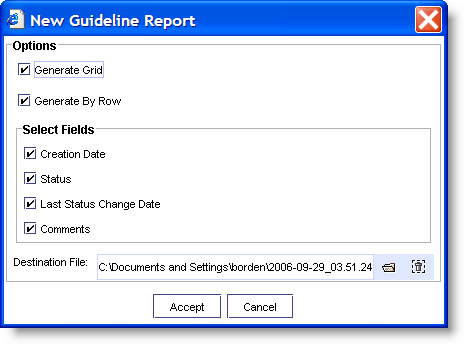 New Guideline Report
Options
Generate Grid
Generate By Row
Select Fields
Creation Date
Status
Last Status Change Date
Comments
Destination File: C:\Documents and Settings\borden\2006-09-29_03.51.24
Accept Cancel